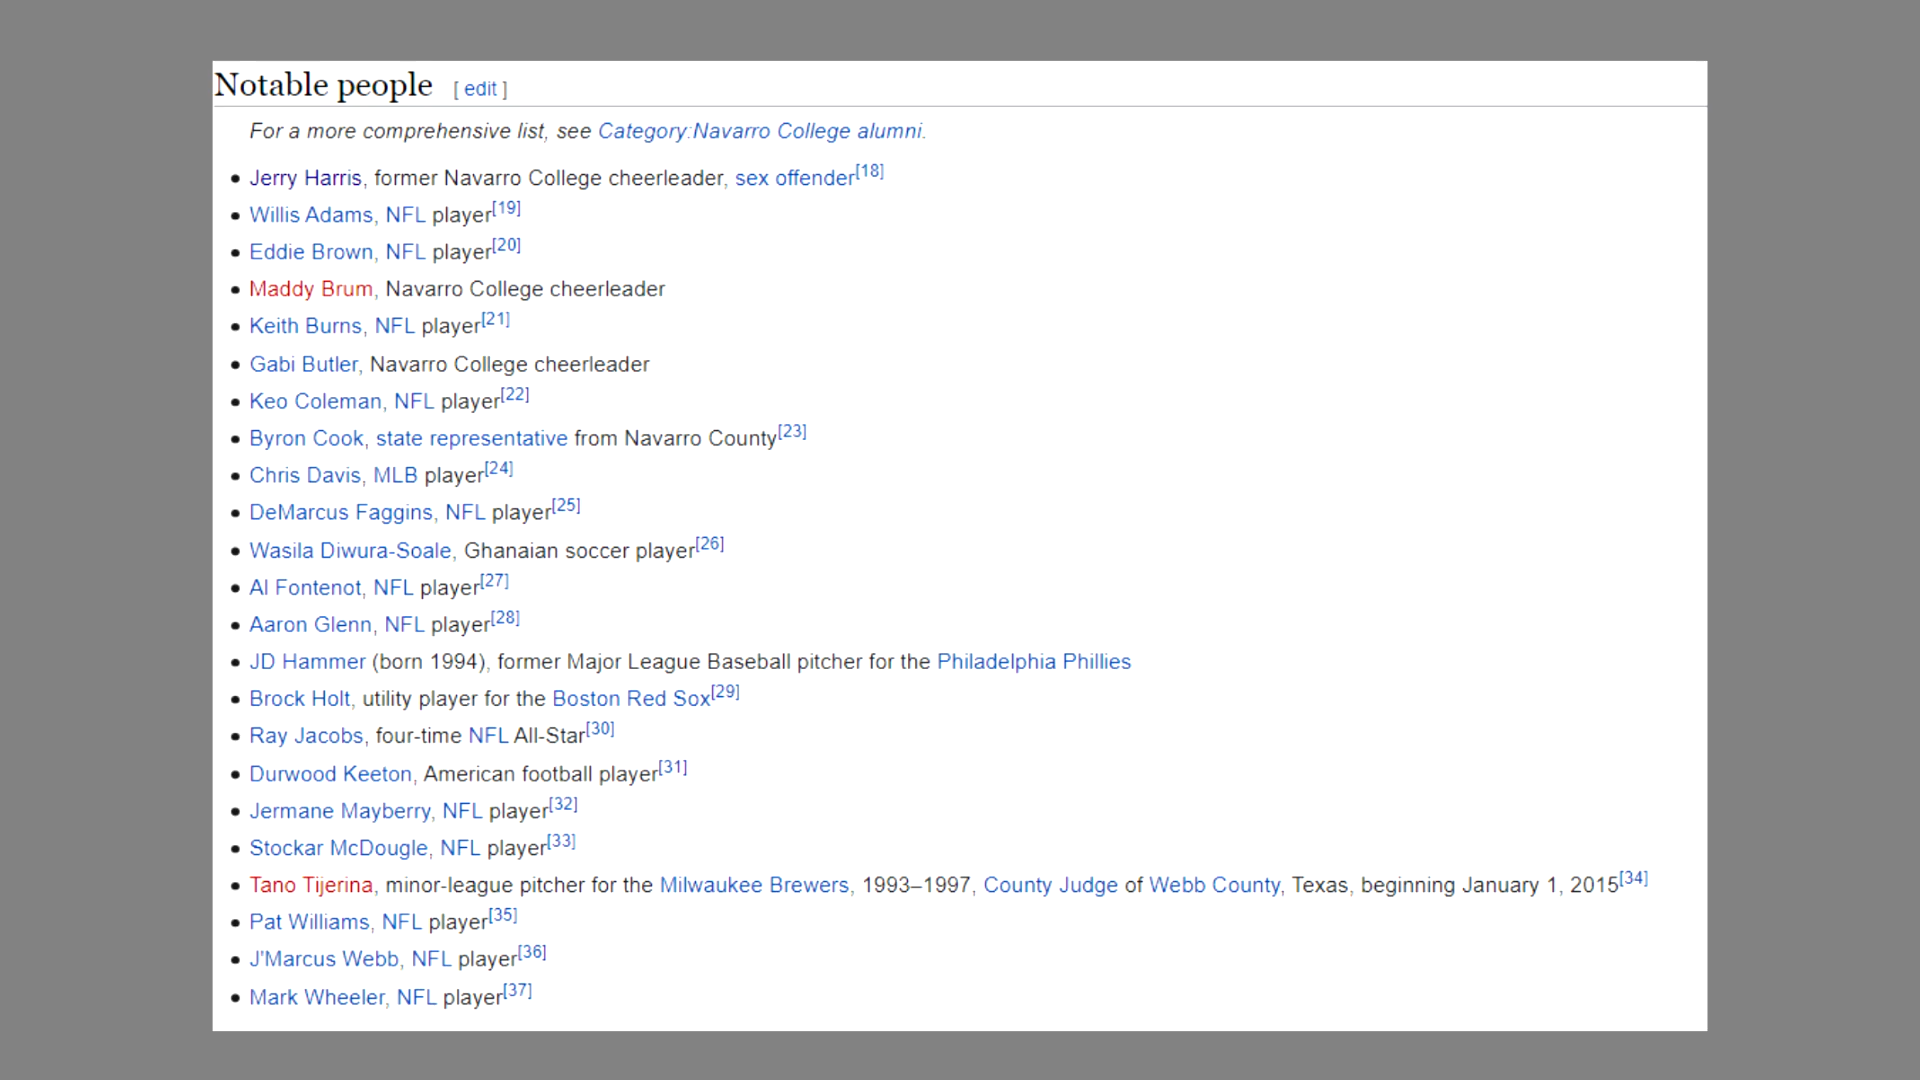 Notable people [ edit ]
For a more comprehensive list, see Category:Navarro College alumni.
• Jerry Harris, former Navarro College cheerleader, sex offender[18]
• Willis Adams, NFL player[19]
• Eddie Brown, NFL player[20]
• Maddy Brum, Navarro College cheerleader
• Keith Burns, NFL player[21]
• Gabi Butler, Navarro College cheerleader
• Keo Coleman, NFL player[22]
• Byron Cook, state representative from Navarro County[23]
• Chris Davis, MLB player[24]
• DeMarcus Faggins, NFL player[25]
• Wasila Diwura-Soale, Ghanaian soccer player[26]
• Al Fontenot, NFL player[27]
• Aaron Glenn, NFL player[28]
• JD Hammer (born 1994), former Major League Baseball pitcher for the Philadelphia Phillies
• Brock Holt, utility player for the Boston Red Sox[29]
• Ray Jacobs, four-time NFL All-Star[30]
• Durwood Keeton, American football player[31]
• Jermane Mayberry, NFL player[32]
• Stockar McDougle, NFL player[33]
• Tano Tijerina, minor-league pitcher for the Milwaukee Brewers, 1993–1997, County Judge of Webb County, Texas, beginning January 1, 2015[34]
• Pat Williams, NFL player[35]
• J'Marcus Webb, NFL player[36]
• Mark Wheeler, NFL player[37]